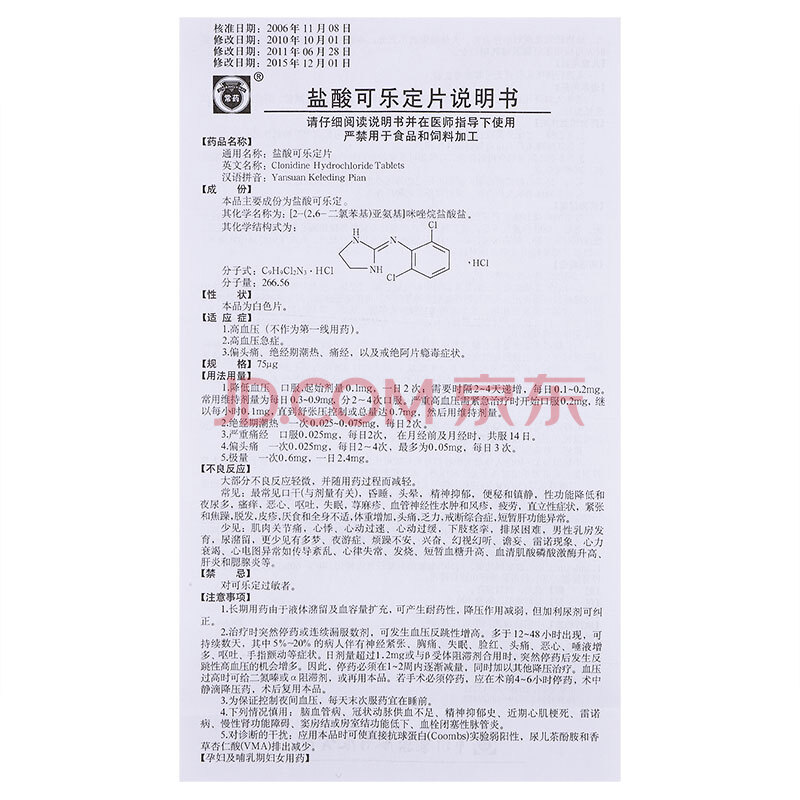 核准日期：2006年11月08日
修改日期：2010年10月01日
修改日期：2011年06月28日
修改日期：2015年12月01日
常药
®
盐酸可乐定片说明书
请仔细阅读说明书并在医师指导下使用
严禁用于食品和饲料加工
【药品名称】
通用名称：盐酸可乐定片
英文名称：Clonidine Hydrochloride Tablets
汉语拼音：Yansuan Keleding Pian
【成　份】
本品主要成份为盐酸可乐定。
其化学名称为：[2-(2,6-二氯苯基)亚氨基]咪唑烷盐酸盐。
其化学结构式为：
H
N
N
NH
Cl
Cl
·HCl
分子式：C₉H₉Cl₂N₃·HCl
分子量：266.56
【性　状】
本品为白色片。
【适 应 症】
1.高血压（不作为第一线用药）。
2.高血压急症。
3.偏头痛、绝经期潮热、痛经，以及戒绝阿片瘾毒症状。
【规　格】75μg
【用法用量】
1.降低血压　口服,起始剂量0.1mg，一日2次；需要时隔2~4天递增，每日0.1~0.2mg。
常用维持剂量为每日0.3~0.9mg，分2~4次口服。严重高血压需紧急治疗时开始口服0.2mg，继
以每小时0.1mg，直到舒张压控制或总量达0.7mg，然后用维持剂量。
2.绝经期潮热　一次0.025~0.075mg，每日2次。
3.严重痛经　口服0.025mg，每日2次， 在月经前及月经时，共服14日。
4.偏头痛　一次0.025mg，每日2~4次，最多为0.05mg，每日3次。
5.极量　一次0.6mg，一日2.4mg。
JD.COM 京东
【不良反应】
大部分不良反应轻微，并随用药过程而减轻。
常见：最常见口干(与剂量有关)，昏睡，头晕，精神抑郁，便秘和镇静，性功能降低和
夜尿多，瘙痒，恶心、呕吐，失眠，荨麻疹、血管神经性水肿和风疹，疲劳，直立性症状，紧张
和焦躁,脱发,皮疹,厌食和全身不适,体重增加,头痛,乏力,戒断综合症,短暂肝功能异常。
少见：肌肉关节痛，心悸、心动过速、心动过缓，下肢痉挛，排尿困难，男性乳房发
育，尿潴留，更少见有多梦、夜游症、烦躁不安、兴奋、幻视幻听、谵妄、雷诺现象、心力
衰竭、心电图异常如传导紊乱、心律失常、发烧、短暂血糖升高、血清肌酸磷酸激酶升高、
肝炎和腮腺炎等。
【禁　忌】
对可乐定过敏者。
【注意事项】
1.长期用药由于液体潴留及血容量扩充，可产生耐药性，降压作用减弱，但加利尿剂可纠
正。
2.治疗时突然停药或连续漏服数剂，可发生血压反跳性增高。多于12~48小时出现，可
持续数天，其中5%~20%的病人伴有神经紧张、胸痛、失眠、脸红、头痛、恶心、唾液增
多、呕吐、手指颤动等症状。日剂量超过1.2mg或与β受体阻滞剂合用时，突然停药后发生反
跳性高血压的机会增多。因此，停药必须在1~2周内逐渐减量，同时加以其他降压治疗。血压
过高时可给二氮嗪或α阻滞剂，或再用本品。若手术必须停药，应在术前4~6小时停药，术中
静滴降压药，术后复用本品。
3.为保证控制夜间血压，每天末次服药宜在睡前。
4.下列情况慎用：脑血管病、冠状动脉供血不足、精神抑郁史、近期心肌梗死、雷诺
病、慢性肾功能障碍、窦房结或房室结功能低下、血栓闭塞性脉管炎。
5.对诊断的干扰：应用本品时可使直接抗球蛋白(Coombs)实验弱阳性，尿儿茶酚胺和香
草杏仁酸(VMA)排出减少。
【孕妇及哺乳期妇女用药】